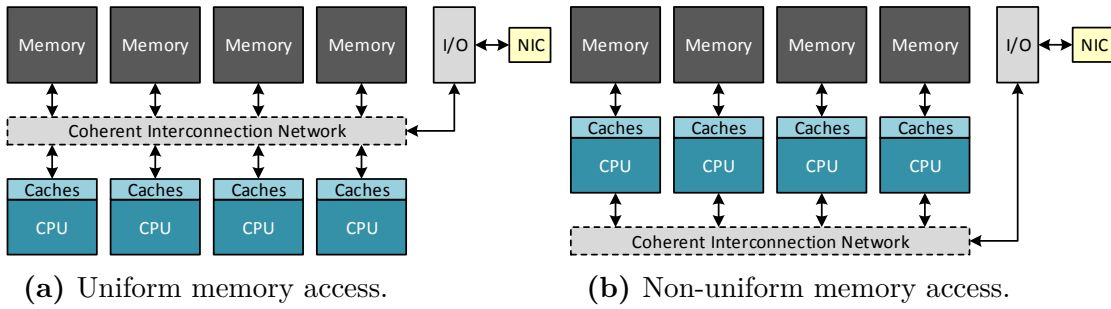 Memory Memory Memory Memory I/O NIC
Coherent Interconnection Network
Caches Caches Caches Caches
CPU CPU CPU CPU
(a) Uniform memory access.
Memory Memory Memory Memory I/O NIC
Caches Caches Caches Caches
CPU CPU CPU CPU
Coherent Interconnection Network
(b) Non-uniform memory access.